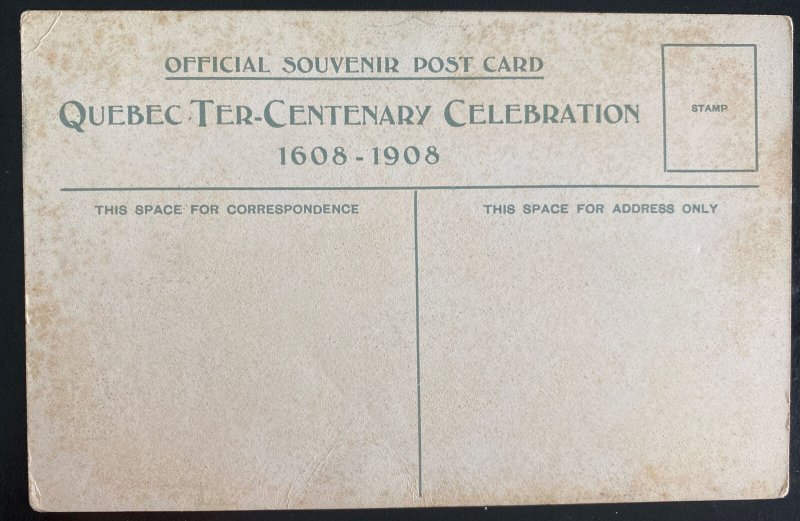 OFFICIAL SOUVENIR POST CARD
QUEBEC TER-CENTENARY CELEBRATION
1608-1908
STAMP
THIS SPACE FOR CORRESPONDENCE
THIS SPACE FOR ADDRESS ONLY